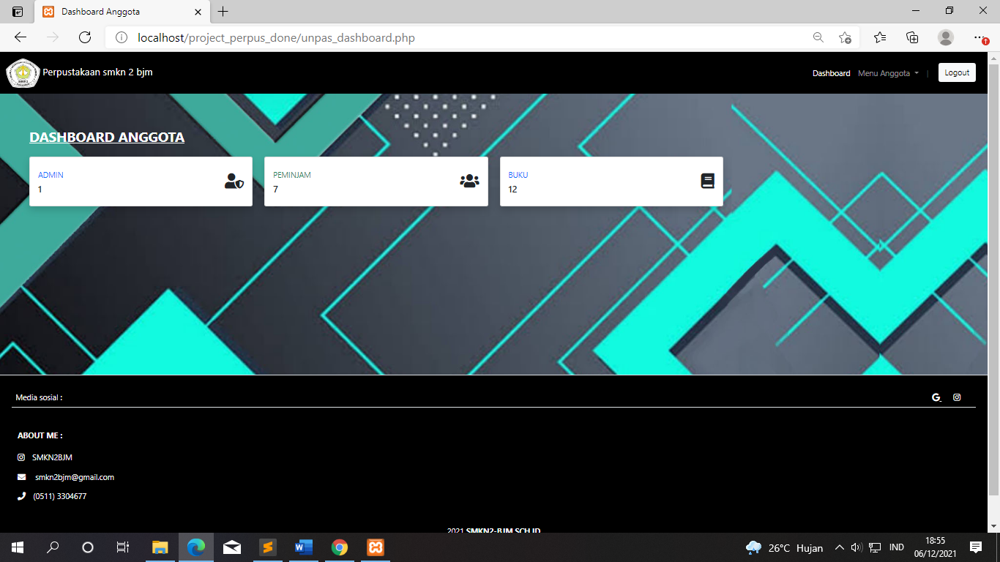 Dashboard Anggota
localhost/project_perpus_done/unpas_dashboard.php
Perpustakaan smkn 2 bjm
Dashboard Menu Anggota | Logout
DASHBOARD ANGGOTA
ADMIN
1
PEMINJAM
7
BUKU
12
Media sosial :
ABOUT ME :
SMKN2BJM
smkn2bjm@gmail.com
(0511) 3304677
2021 SMKN2-BJM.SCH.ID
26°C Hujan
IND
18:55
06/12/2021